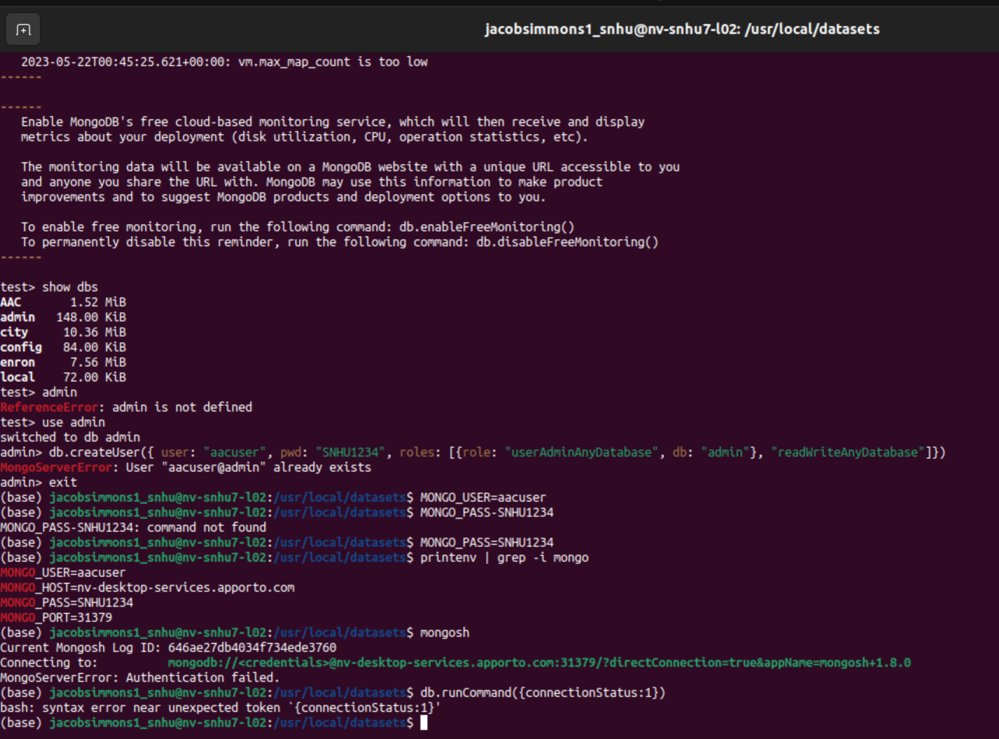 jacobsimmons1_snhu@nv-snhu7-l02: /usr/local/datasets
2023-05-22T00:45:25.621+00:00: vm.max_map_count is too low
------
------
Enable MongoDB's free cloud-based monitoring service, which will then receive and display
metrics about your deployment (disk utilization, CPU, operation statistics, etc).
The monitoring data will be available on a MongoDB website with a unique URL accessible to you
and anyone you share the URL with. MongoDB may use this information to make product
improvements and to suggest MongoDB products and deployment options to you.
To enable free monitoring, run the following command: db.enableFreeMonitoring()
To permanently disable this reminder, run the following command: db.disableFreeMonitoring()
------
test> show dbs
AAC 1.52 MiB
admin 148.00 KiB
city 10.36 MiB
config 84.00 KiB
enron 7.56 MiB
local 72.00 KiB
test> admin
ReferenceError: admin is not defined
test> use admin
switched to db admin
admin> db.createUser({ user: "aacuser", pwd: "SNHU1234", roles: [{role: "userAdminAnyDatabase", db: "admin"}, "readWriteAnyDatabase"]})
MongoServerError: User "aacuser@admin" already exists
admin> exit
(base) jacobsimmons1_snhu@nv-snhu7-l02:/usr/local/datasets$ MONGO_USER=aacuser
(base) jacobsimmons1_snhu@nv-snhu7-l02:/usr/local/datasets$ MONGO_PASS-SNHU1234
MONGO_PASS-SNHU1234: command not found
(base) jacobsimmons1_snhu@nv-snhu7-l02:/usr/local/datasets$ MONGO_PASS=SNHU1234
(base) jacobsimmons1_snhu@nv-snhu7-l02:/usr/local/datasets$ printenv | grep -i mongo
MONGO_USER=aacuser
MONGO_HOST=nv-desktop-services.apporto.com
MONGO_PASS=SNHU1234
MONGO_PORT=31379
(base) jacobsimmons1_snhu@nv-snhu7-l02:/usr/local/datasets$ mongosh
Current Mongosh Log ID: 646ae27db4034f734ede3760
Connecting to: mongodb://<credentials>@nv-desktop-services.apporto.com:31379/?directConnection=true&appName=mongosh+1.8.0
MongoServerError: Authentication failed.
(base) jacobsimmons1_snhu@nv-snhu7-l02:/usr/local/datasets$ db.runCommand({connectionStatus:1})
bash: syntax error near unexpected token `{connectionStatus:1}'
(base) jacobsimmons1_snhu@nv-snhu7-l02:/usr/local/datasets$